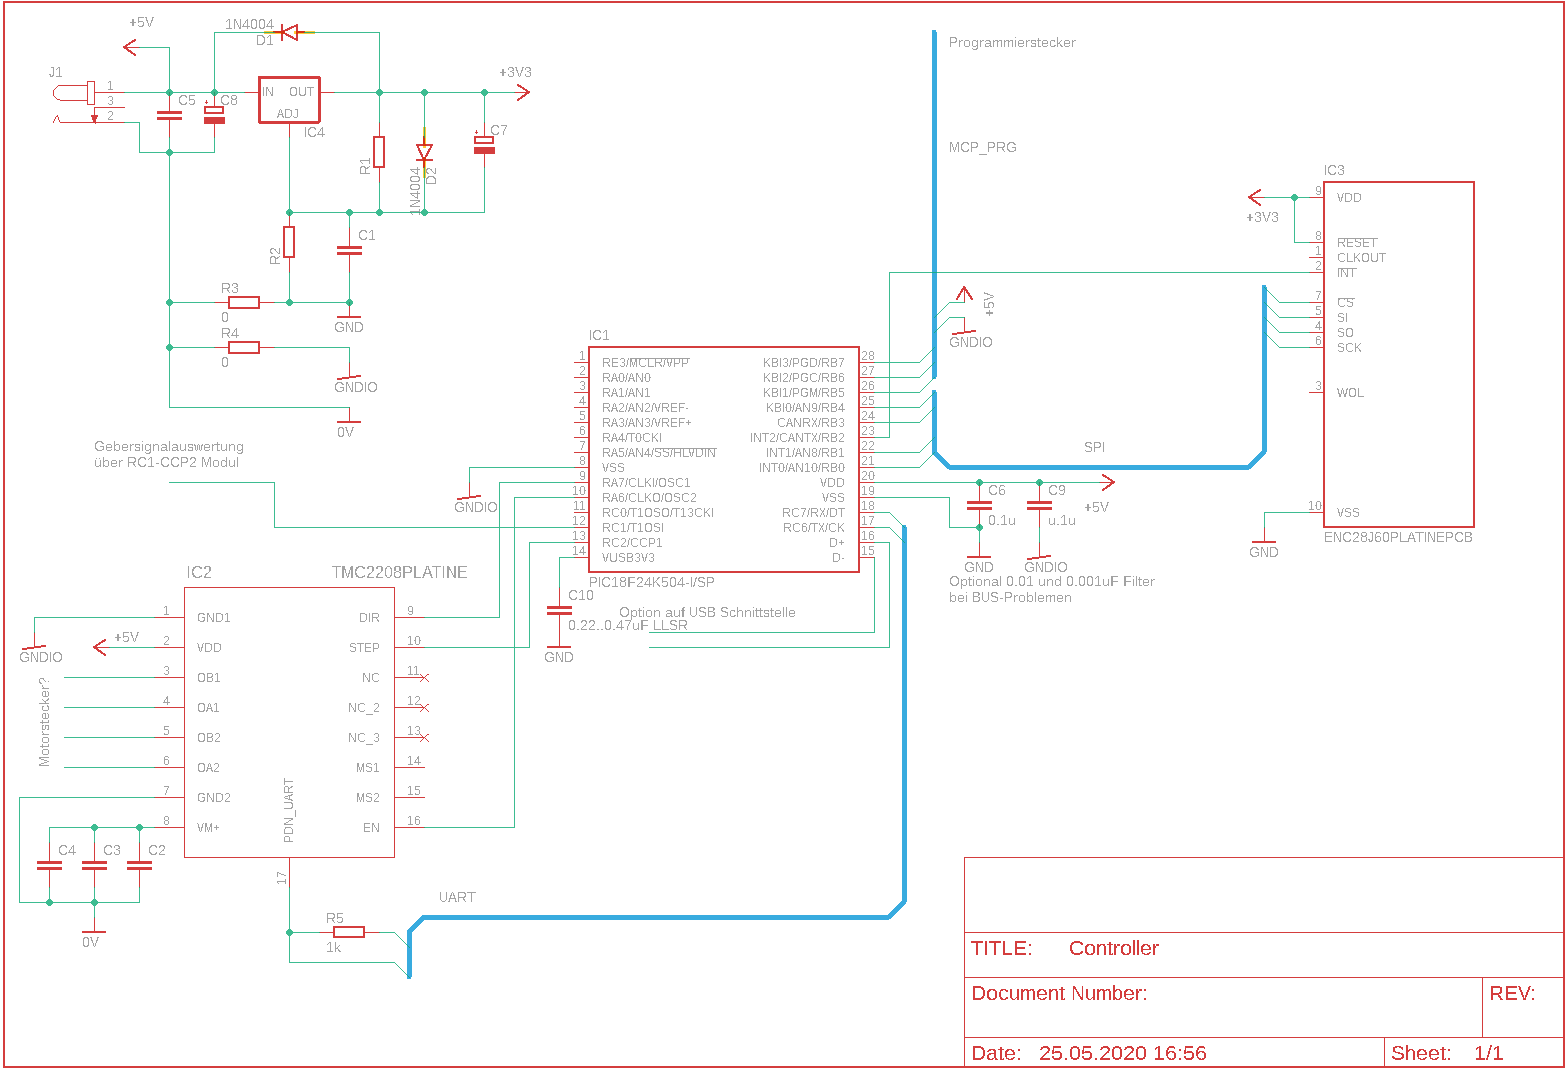 +5V
1N4004
D1
J1
1
3
2
C5
C8
IN
OUT
ADJ
IC4
+3V3
R1
1N4004
D2
C7
R2
C1
R3
0
R4
0
GND
GNDIO
0V
Gebersignalauswertung
über RC1-CCP2 Modul
Programmierstecker
MCP_PRG
+5V
GNDIO
IC1
1 RE3/MCLR/VPP
2 RA0/AN0
3 RA1/AN1
4 RA2/AN2/VREF-
5 RA3/AN3/VREF+
6 RA4/T0CKI
7 RA5/AN4/SS/HLVDIN
8 VSS
9 RA7/CLKI/OSC1
10 RA6/CLKO/OSC2
11 RC0/T1OSO/T13CKI
12 RC1/T1OSI
13 RC2/CCP1
14 VUSB3V3
KBI3/PGD/RB7 28
KBI2/PGC/RB6 27
KBI1/PGM/RB5 26
KBI0/AN9/RB4 25
CANRX/RB3 24
INT2/CANTX/RB2 23
INT1/AN8/RB1 22
INT0/AN10/RB0 21
VDD 20
VSS 19
RC7/RX/DT 18
RC6/TX/CK 17
D+ 16
D- 15
PIC18F24K504-I/SP
GNDIO
C10
0.22..0.47uF LLSR
GND
Option auf USB Schnittstelle
SPI
C6
0.1u
C9
u.1u
+5V
GND
GNDIO
Optional 0.01 und 0.001uF Filter
bei BUS-Problemen
IC3
+3V3
9 VDD
8 RESET
1 CLKOUT
2 INT
7 CS
5 SI
4 SO
6 SCK
3 WOL
10 VSS
GND
ENC28J60PLATINEPCB
IC2
TMC2208PLATINE
1 GND1
2 VDD
3 OB1
4 OA1
5 OB2
6 OA2
7 GND2
8 VM+
DIR 9
STEP 10
NC 11
NC_2 12
NC_3 13
MS1 14
MS2 15
EN 16
PDN_UART
17
GNDIO
+5V
Motorstecker?
C4
C3
C2
0V
R5
1k
UART
TITLE: Controller
Document Number:
REV:
Date: 25.05.2020 16:56
Sheet: 1/1